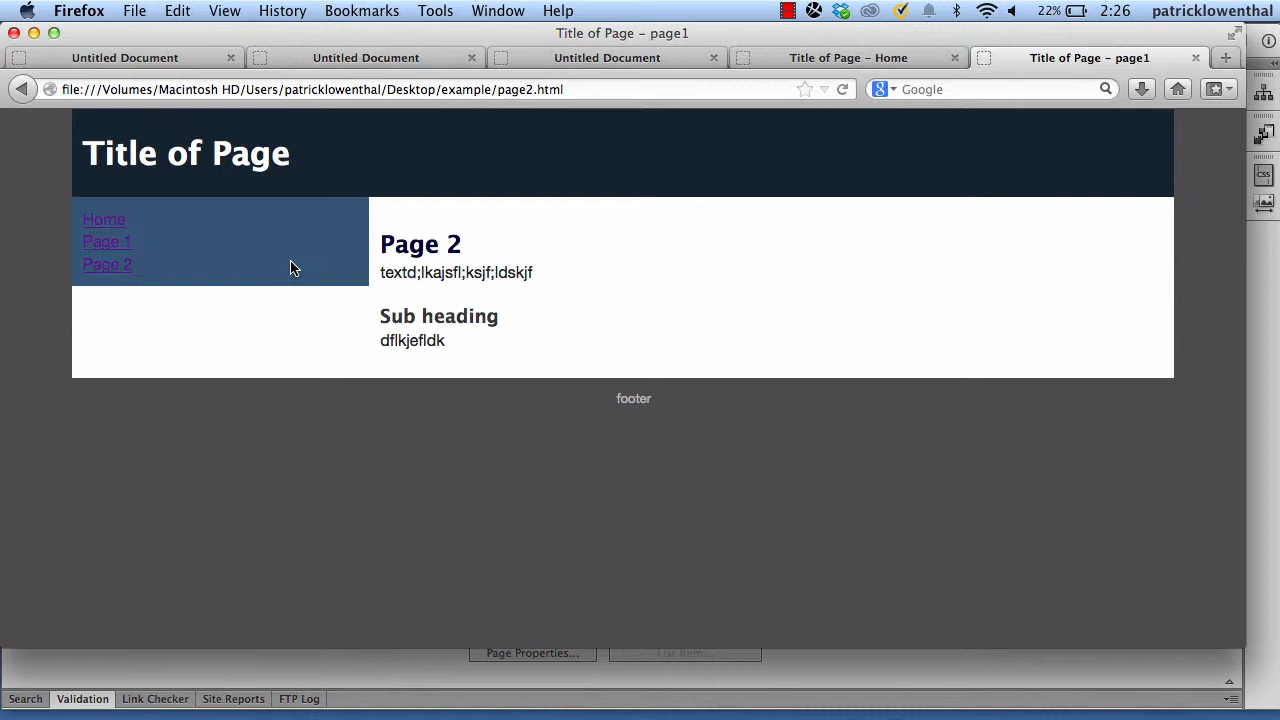 Firefox File Edit View History Bookmarks Tools Window Help 22% 2:26 patricklowenthal
Title of Page – page1
Untitled Document Untitled Document Untitled Document Title of Page – Home Title of Page – page1
file:///Volumes/Macintosh HD/Users/patricklowenthal/Desktop/example/page2.html Google
CSS
Title of Page
Home
Page 1
Page 2
Page 2
textd;lkajsfl;ksjf;ldskjf
Sub heading
dflkjefldk
footer
Page Properties... List Item...
Search Validation Link Checker Site Reports FTP Log